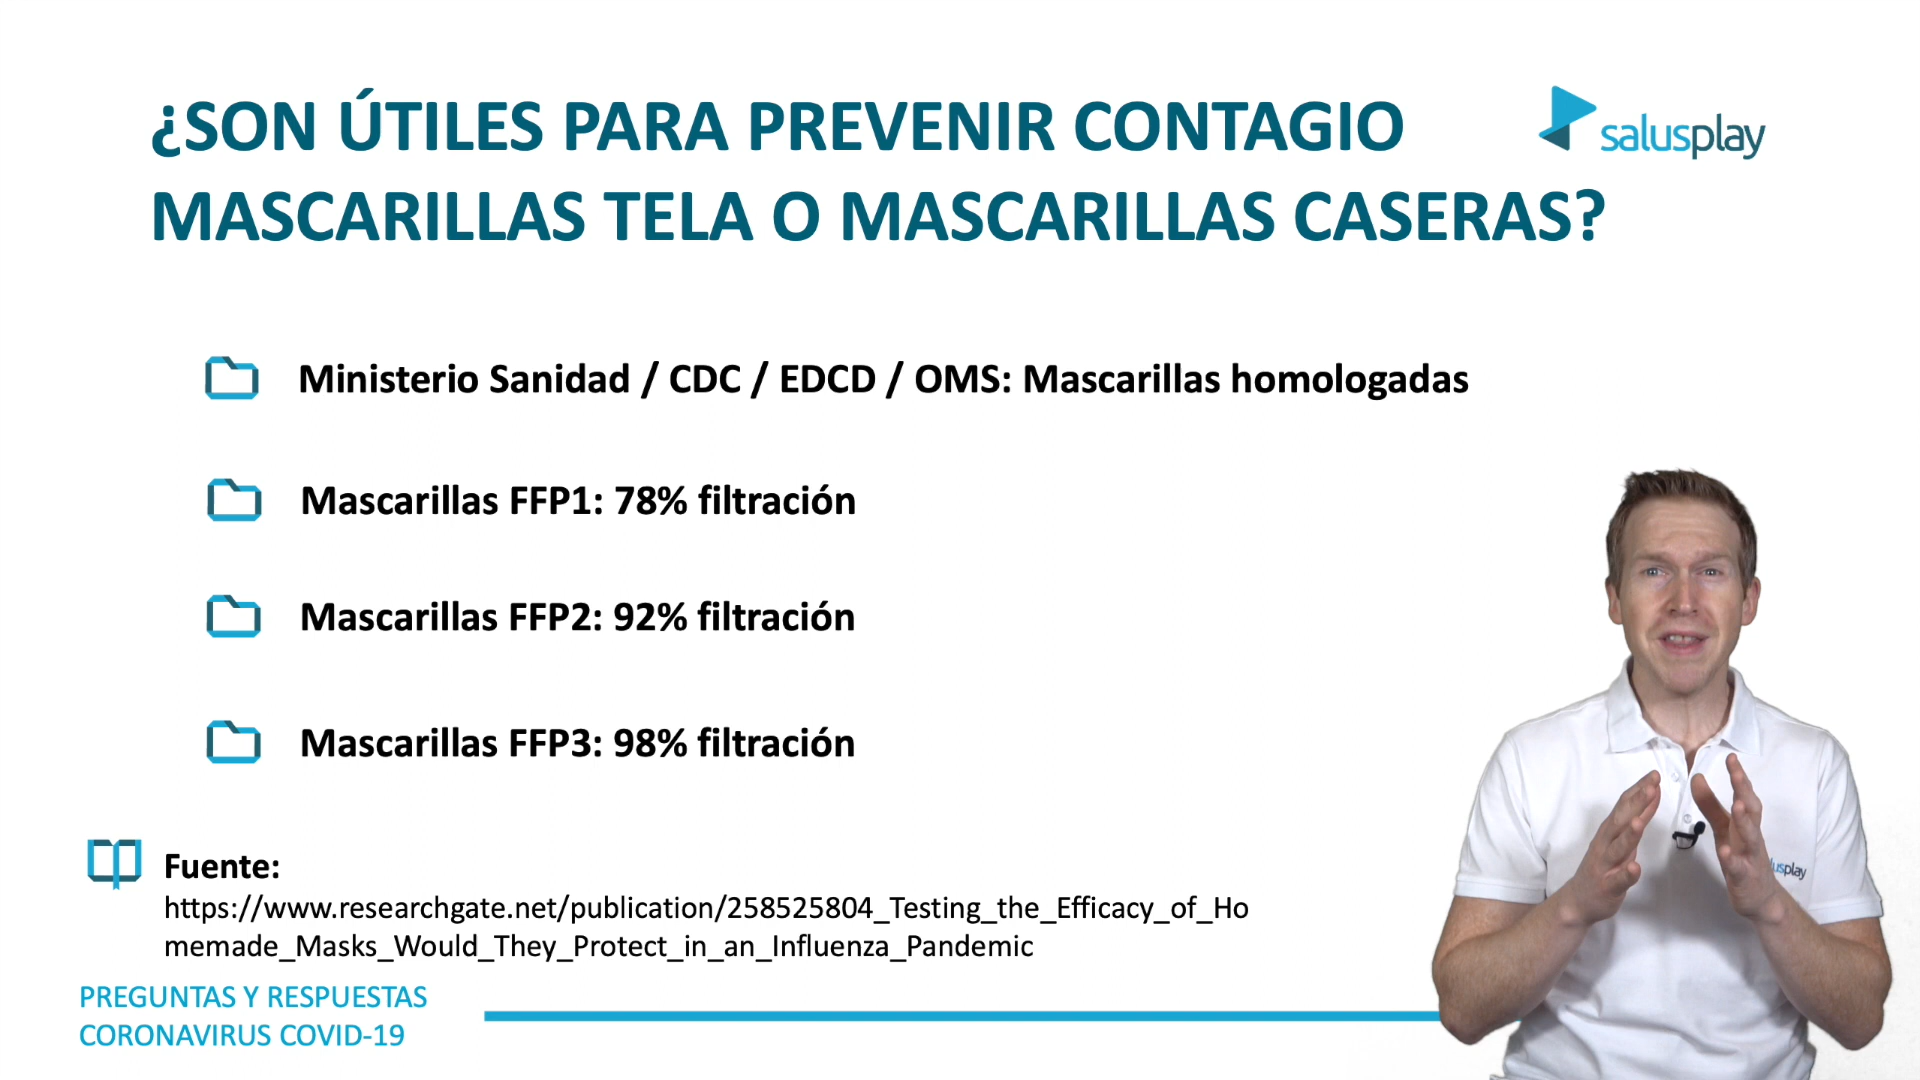 ¿SON ÚTILES PARA PREVENIR CONTAGIO
salusplay
MASCARILLAS TELA O MASCARILLAS CASERAS?
Ministerio Sanidad / CDC / EDCD / OMS: Mascarillas homologadas
Mascarillas FFP1: 78% filtración
Mascarillas FFP2: 92% filtración
Mascarillas FFP3: 98% filtración
Fuente:
https://www.researchgate.net/publication/258525804_Testing_the_Efficacy_of_Ho
memade_Masks_Would_They_Protect_in_an_Influenza_Pandemic
usplay
PREGUNTAS Y RESPUESTAS
CORONAVIRUS COVID-19